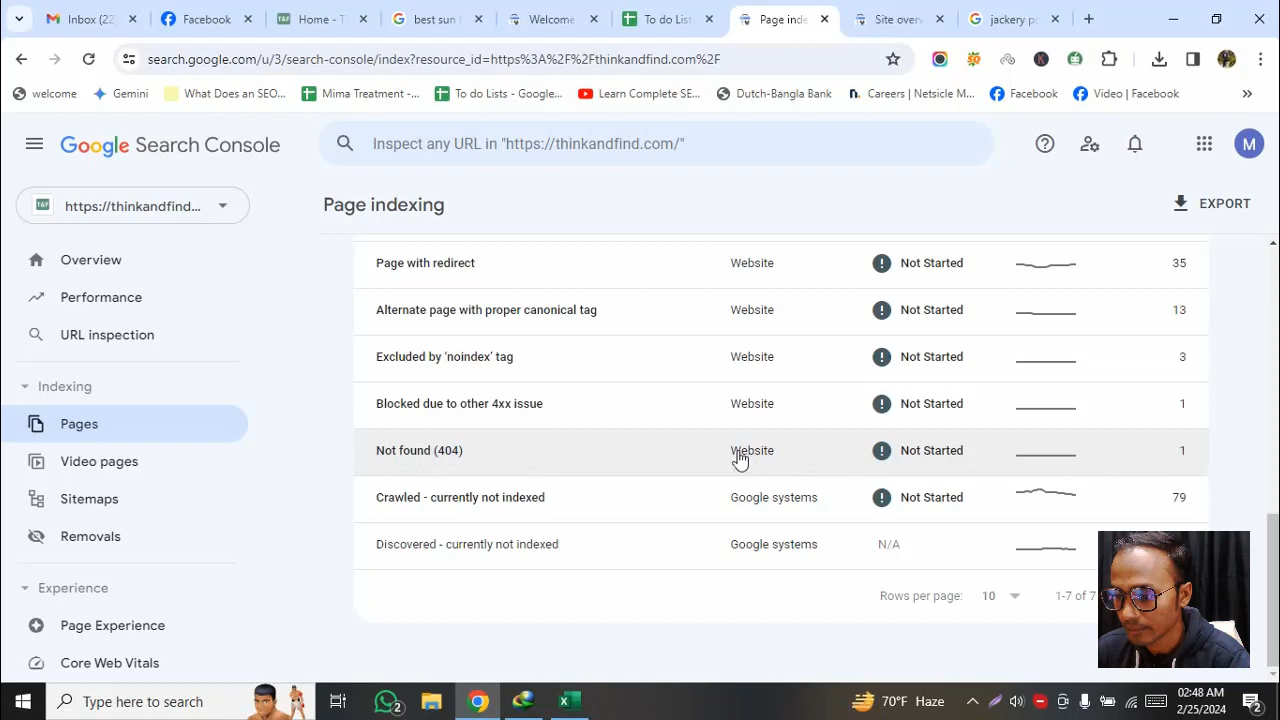 Inbox (22
Facebook
Home - T
best sun l
Welcome
To do List
Page inde
Site over
jackery p
search.google.com/u/3/search-console/index?resource_id=https%3A%2F%2Fthinkandfind.com%2F
welcome
Gemini
What Does an SEO...
Mima Treatment -...
To do Lists - Google...
Learn Complete SE...
Dutch-Bangla Bank
Careers | Netsicle M...
Facebook
Video | Facebook
Google Search Console
Inspect any URL in "https://thinkandfind.com/"
M
T&F
https://thinkandfind...
Page indexing
EXPORT
Overview
Performance
URL inspection
Indexing
Pages
Video pages
Sitemaps
Removals
Experience
Page Experience
Core Web Vitals
Page with redirect Website Not Started 35
Alternate page with proper canonical tag Website Not Started 13
Excluded by ‘noindex’ tag Website Not Started 3
Blocked due to other 4xx issue Website Not Started 1
Not found (404) Website Not Started 1
Crawled - currently not indexed Google systems Not Started 79
Discovered - currently not indexed Google systems N/A
Rows per page: 10 1-7 of 7
Type here to search
2
70°F Haze
02:48 AM
2/25/2024
2